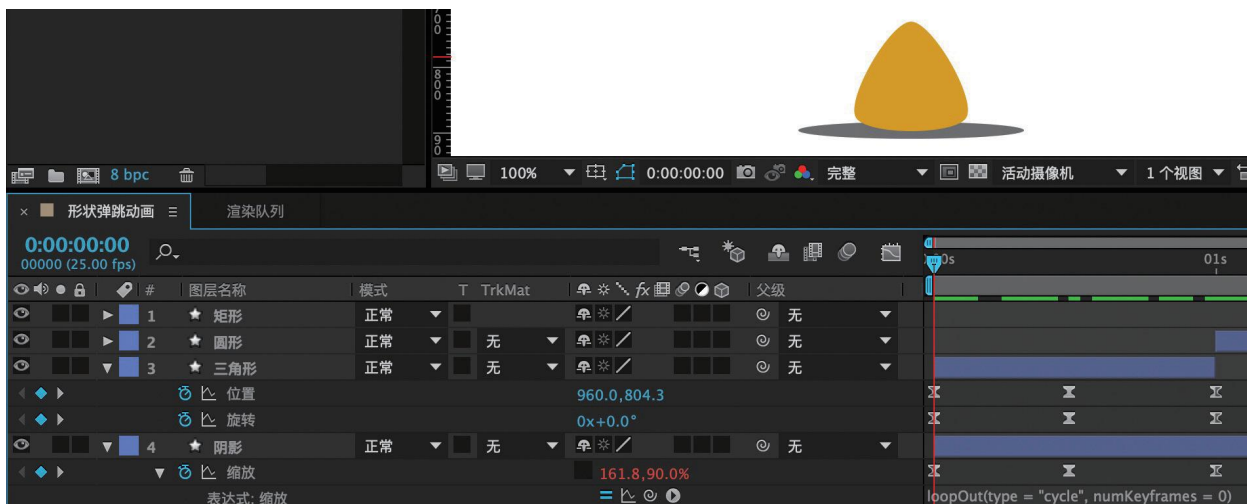 8 bpc
100%
0:00:00:00
完整
活动摄像机
1 个视图
× 形状弹跳动画
渲染队列
0:00:00:00
00000 (25.00 fps)
01s
# 图层名称 模式 T TrkMat fx 父级
1 矩形 正常 无
2 圆形 正常 无 无
3 三角形 正常 无 无
位置 960.0,804.3
旋转 0x+0.0°
4 阴影 正常 无 无
缩放 161.8,90.0%
表达式: 缩放 loopOut(type = "cycle", numKeyframes = 0)